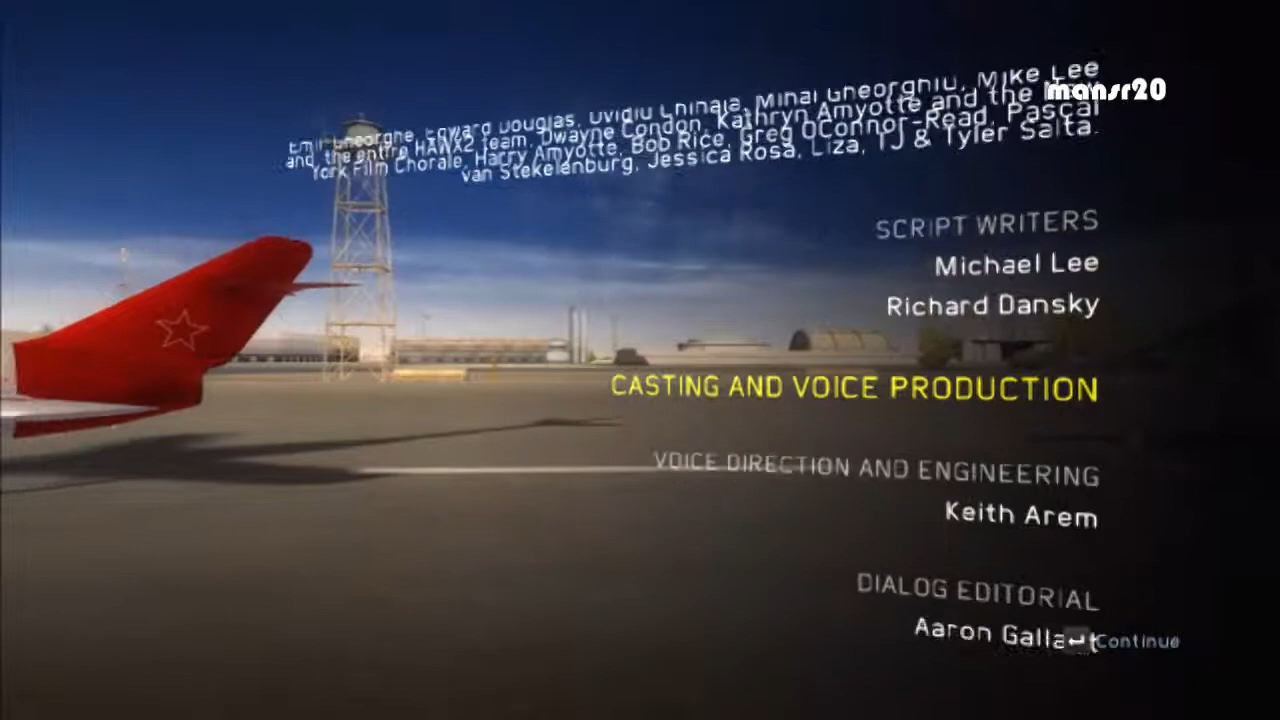 Emil Gheorghe, Edward Douglas, Ovidiu Chihaia, Mihai Gheorghiu, Mike Lee
and, the entire HAWX2 team, Dwayne Condon, Kathryn Amyotte and the
York Film Chorale, Harry Amyotte, Bob Rice, Greg OConnor-Read, Pascal
van Stekelenburg, Jessica Rosa, Liza, TJ & Tyler Salta.
mansr20
SCRIPT WRITERS
Michael Lee
Richard Dansky
CASTING AND VOICE PRODUCTION
VOICE DIRECTION AND ENGINEERING
Keith Arem
DIALOG EDITORIAL
Aaron
Continue